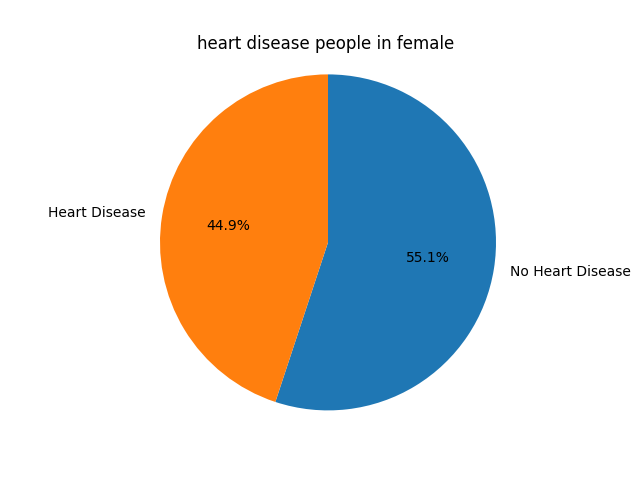 heart disease people in female
Heart Disease
44.9%
55.1%
No Heart Disease